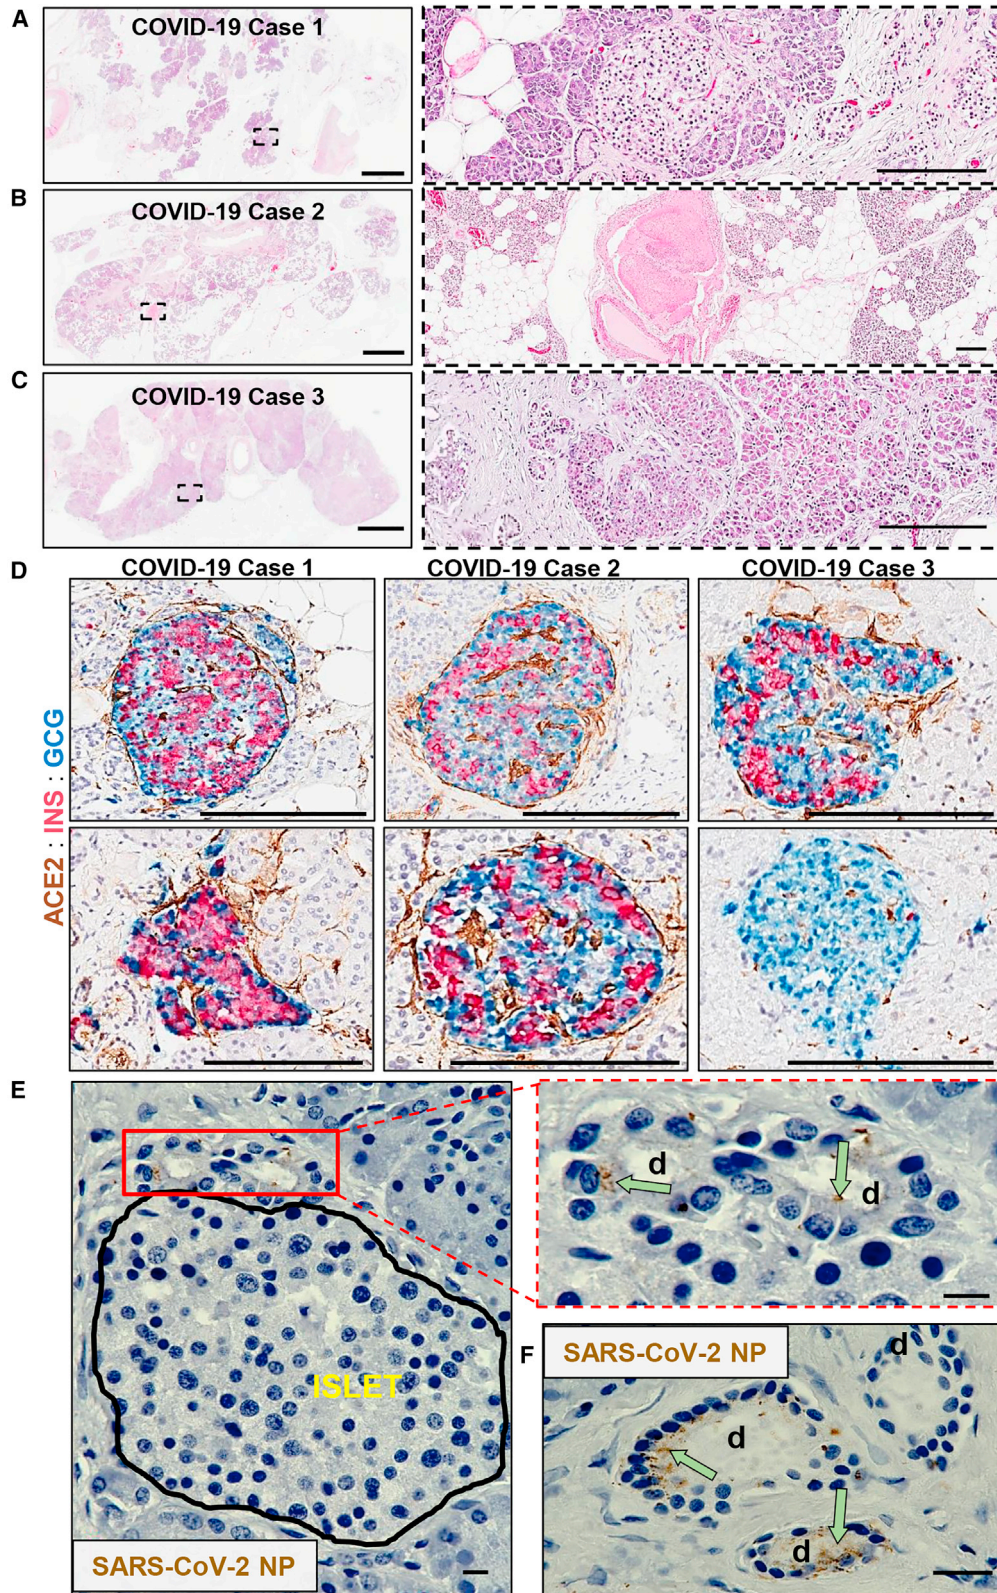 A
COVID-19 Case 1
B
COVID-19 Case 2
C
COVID-19 Case 3
D
COVID-19 Case 1
COVID-19 Case 2
COVID-19 Case 3
ACE2 : INS : GCG
E
d
d
ISLET
SARS-CoV-2 NP
F
SARS-CoV-2 NP
d
d
d